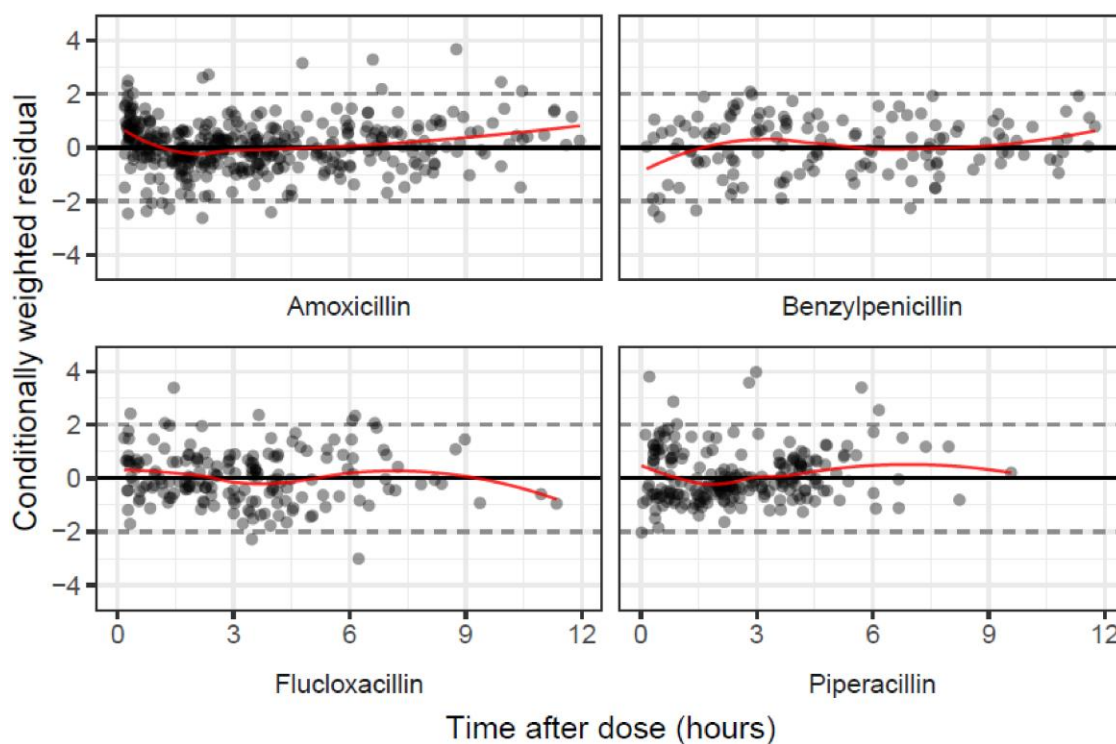 Conditionally weighted residual
4
2
0
−2
−4
Amoxicillin
Benzylpenicillin
4
2
0
−2
−4
0 3 6 9 12
0 3 6 9 12
Flucloxacillin
Piperacillin
Time after dose (hours)